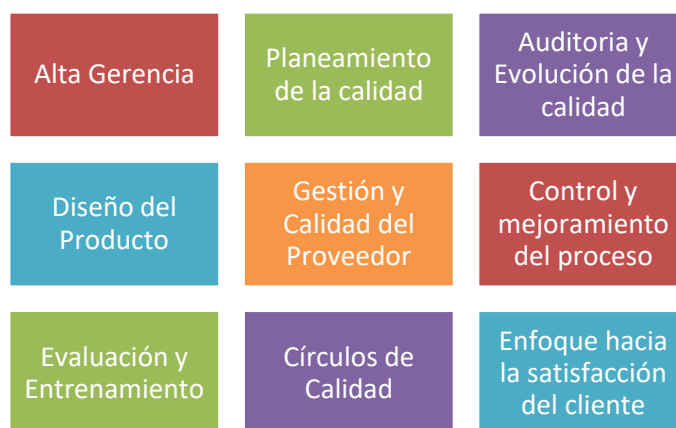 Alta Gerencia
Planeamiento
de la calidad
Auditoria y
Evolución de la
calidad
Diseño del
Producto
Gestión y
Calidad del
Proveedor
Control y
mejoramiento
del proceso
Evaluación y
Entrenamiento
Círculos de
Calidad
Enfoque hacia
la satisfacción
del cliente